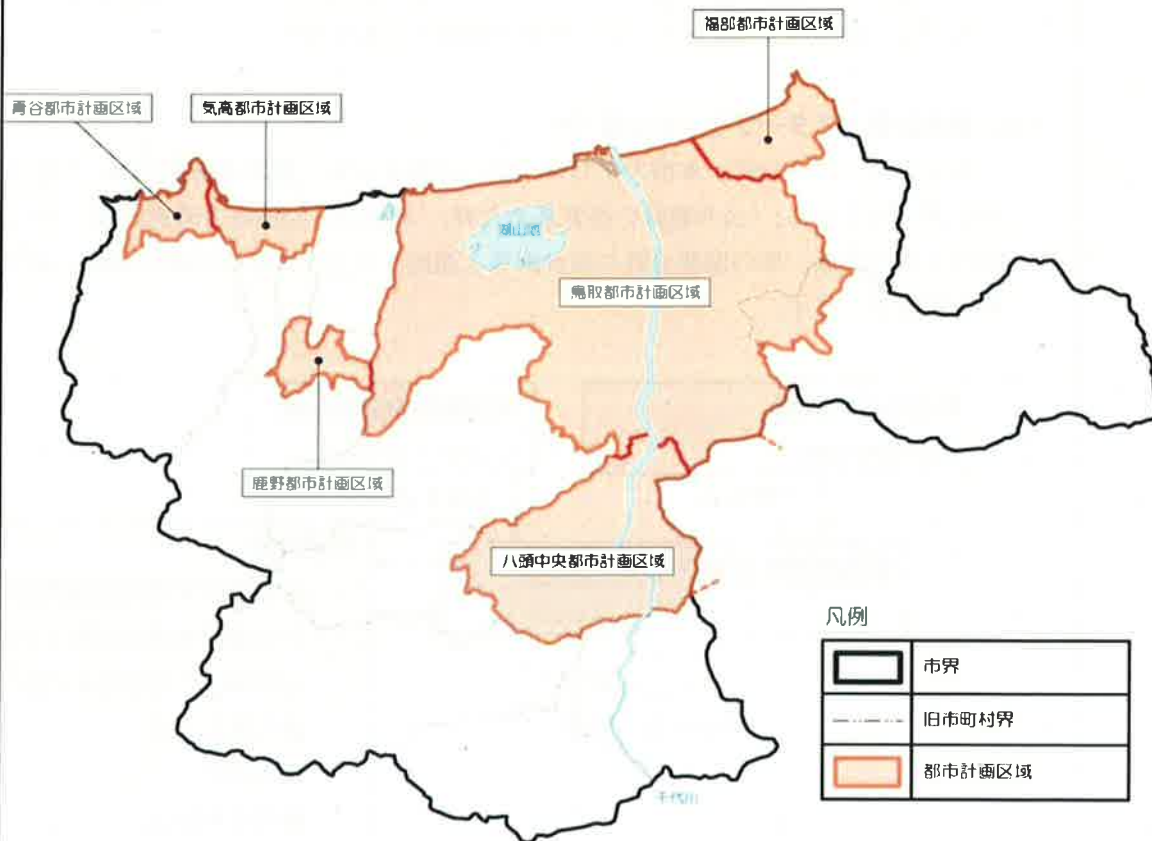 福部都市計画区域
青谷都市計画区域
気高都市計画区域
湖山池
鳥取都市計画区域
鹿野都市計画区域
八頭中央都市計画区域
千代川
凡例
市界
旧市町村界
都市計画区域